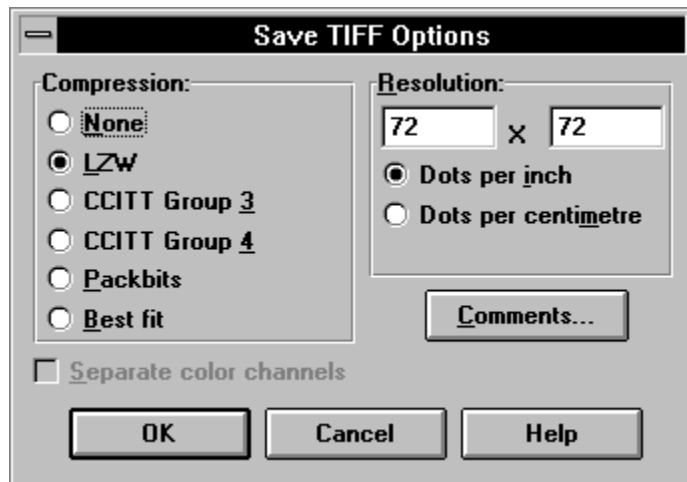 Save TIFF Options
Compression:
None
LZW
CCITT Group 3
CCITT Group 4
Packbits
Best fit
Resolution:
72 x 72
Dots per inch
Dots per centimetre
Comments...
Separate color channels
OK Cancel Help